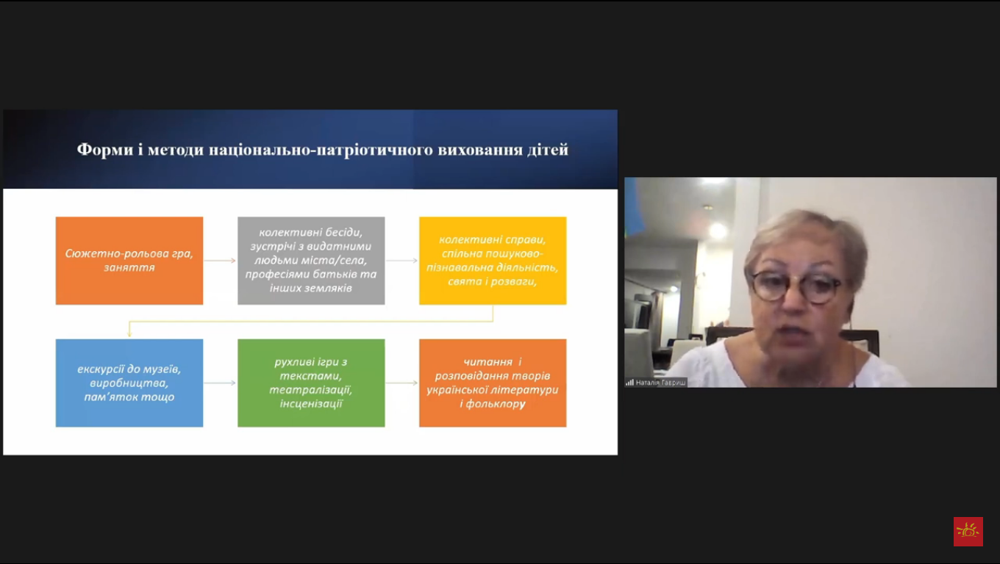 Форми і методи національно-патріотичного виховання дітей
Сюжетно-рольова гра,
заняття
колективні бесіди,
зустрічі з видатними
людьми міста/села,
професіями батьків та
інших земляків
колективні справи,
спільна пошуково-
пізнавальна діяльність,
свята і розваги,
екскурсії до музеїв,
виробництва,
пам’яток тощо
рухливі ігри з
текстами,
театралізації,
інсценізації
читання і
розповідання творів
української літератури
і фольклору
Наталія Гавриш